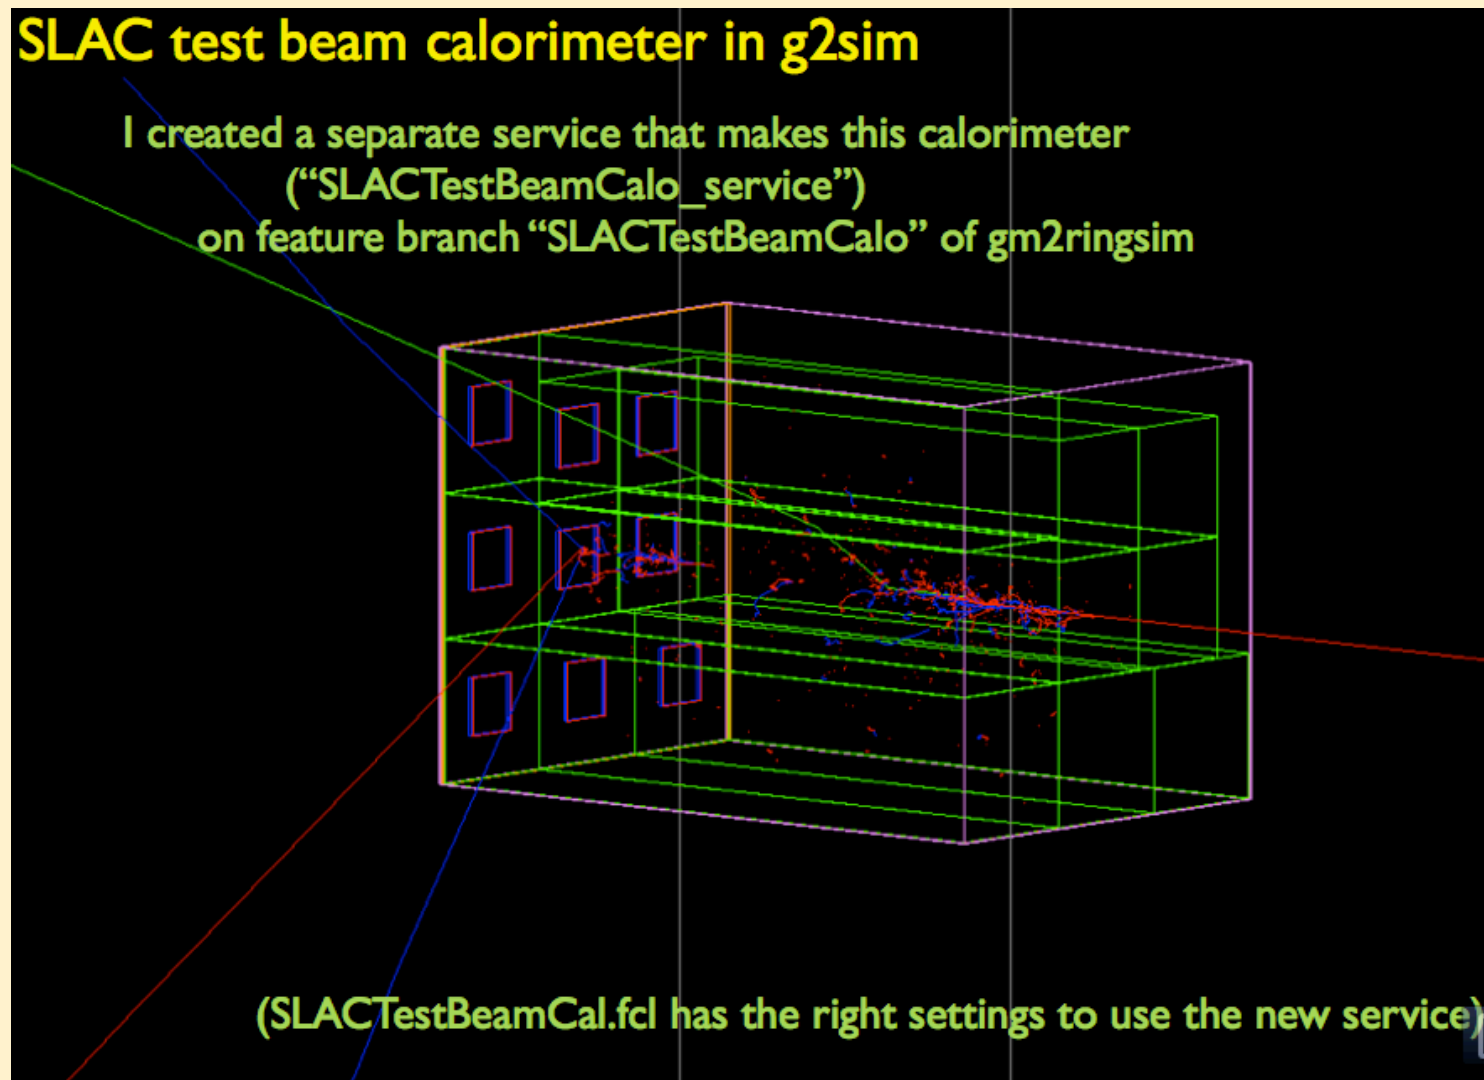 SLAC test beam calorimeter in g2sim
I created a separate service that makes this calorimeter
(“SLACTestBeamCalo_service”)
on feature branch “SLACTestBeamCalo” of gm2ringsim
(SLACTestBeamCal.fcl has the right settings to use the new service)